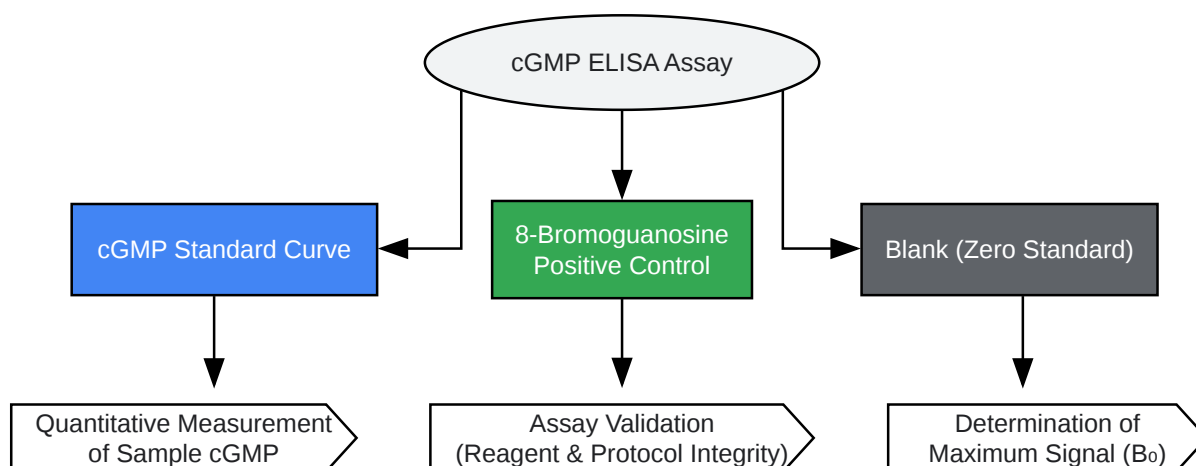 cGMP ELISA Assay
cGMP Standard Curve
8-Bromoguanosine
Positive Control
Blank (Zero Standard)
Quantitative Measurement
of Sample cGMP
Assay Validation
(Reagent & Protocol Integrity)
Determination of
Maximum Signal (B₀)